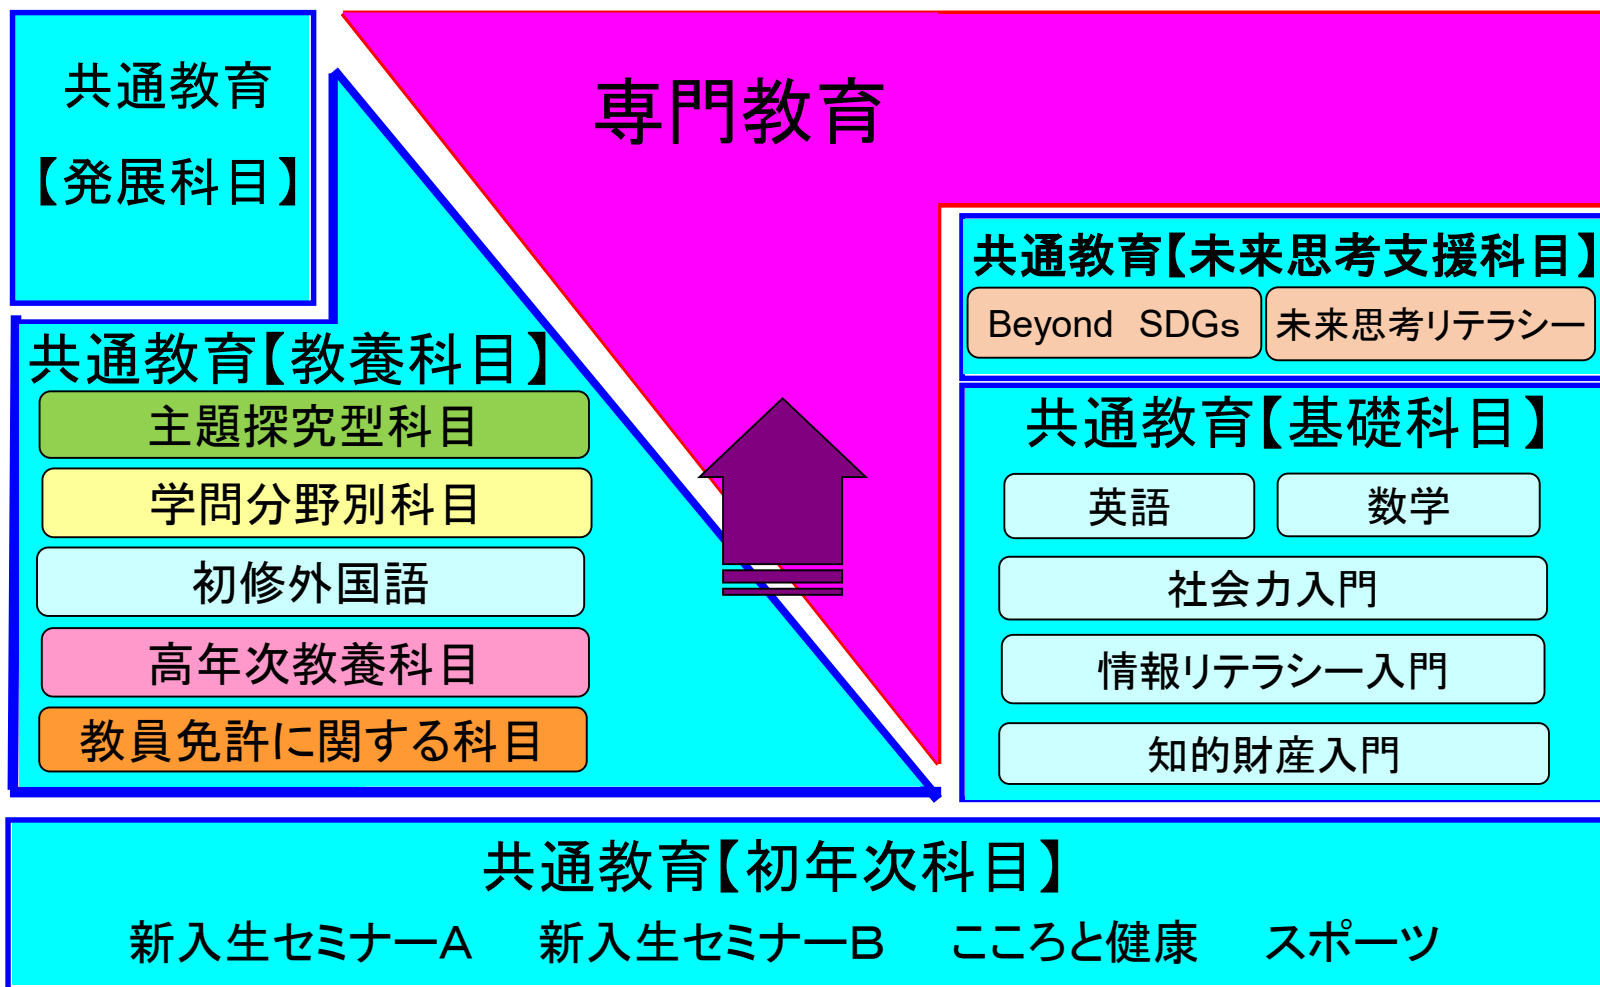 共通教育
【発展科目】
専門教育
共通教育【未来思考支援科目】
Beyond SDGs
未来思考リテラシー
共通教育【教養科目】
主題探究型科目
学問分野別科目
初修外国語
高年次教養科目
教員免許に関する科目
共通教育【基礎科目】
英語
数学
社会力入門
情報リテラシー入門
知的財産入門
共通教育【初年次科目】
新入生セミナーA 新入生セミナーB こころと健康 スポーツ